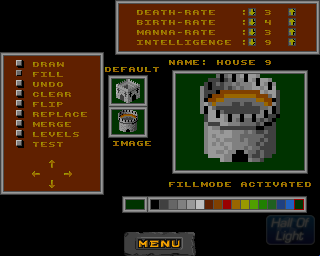 DEATH-RATE : 3
BIRTH-RATE : 4
MANNA-RATE : 3
INTELLIGENCE : 9
DRAW
FILL
UNDO
CLEAR
FLIP
REPLACE
MERGE
LEVELS
TEST
DEFAULT
IMAGE
NAME: HOUSE 9
FILLMODE ACTIVATED
MENU
Hall Of
Light